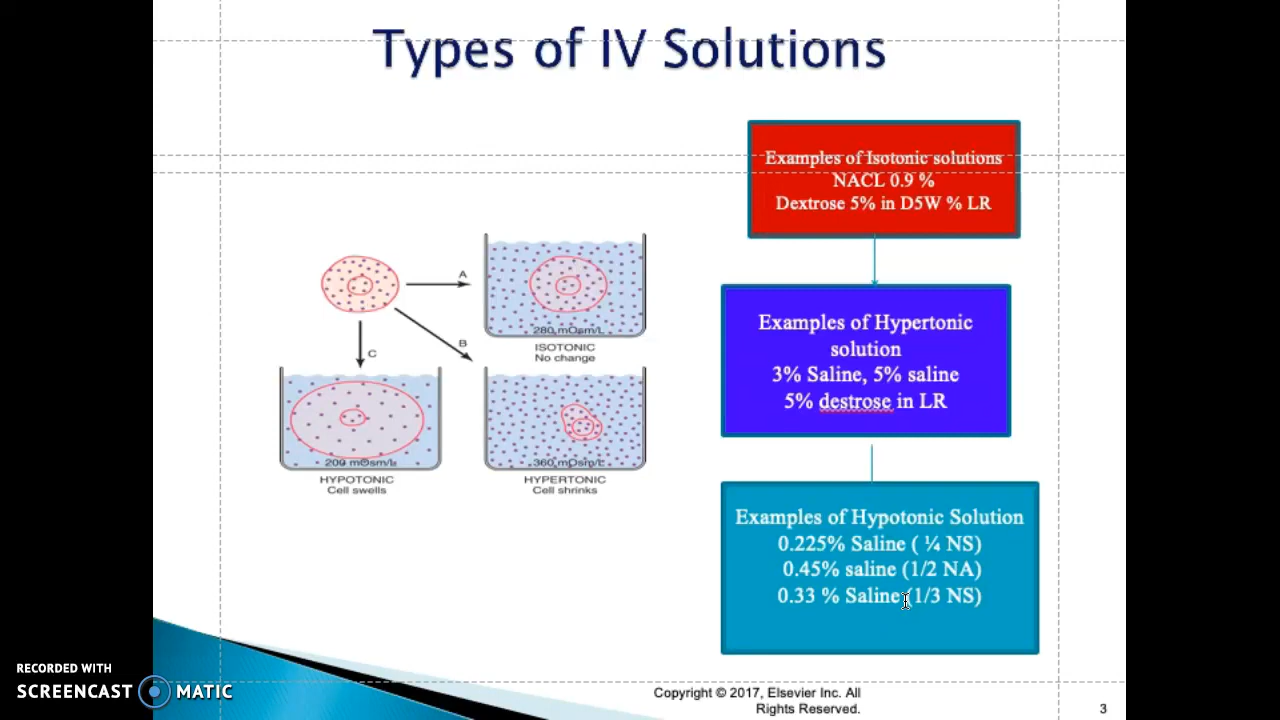 Types of IV Solutions
Examples of Isotonic solutions
NACL 0.9 %
Dextrose 5% in D5W % LR
A
280 mOsm/L
ISOTONIC
No change
B
C
Examples of Hypertonic
solution
3% Saline, 5% saline
5% destrose in LR
200 mOsm/L
HYPOTONIC
Cell swells
360 mOsm/L
HYPERTONIC
Cell shrinks
Examples of Hypotonic Solution
0.225% Saline ( ¼ NS)
0.45% saline (1/2 NA)
0.33 % Saline (1/3 NS)
RECORDED WITH
SCREENCAST MATIC
Copyright © 2017, Elsevier Inc. All
Rights Reserved.
3